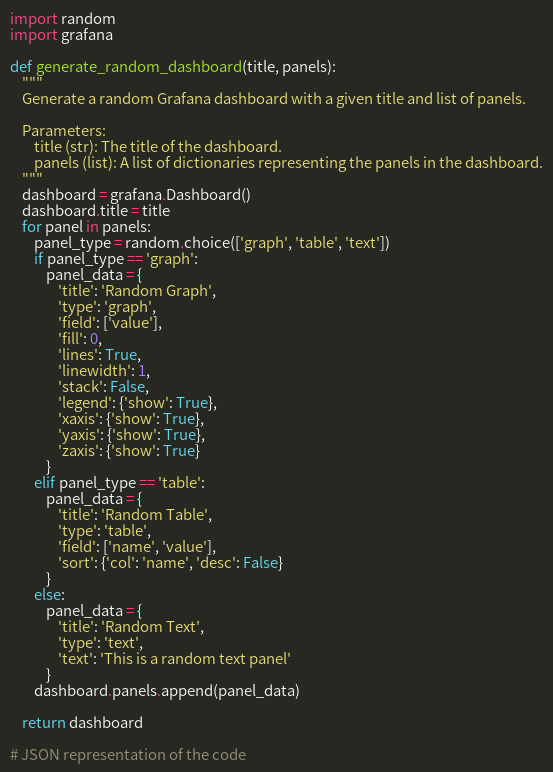 import random
import grafana

def generate_random_dashboard(title, panels):
    """
    Generate a random Grafana dashboard with a given title and list of panels.

    Parameters:
        title (str): The title of the dashboard.
        panels (list): A list of dictionaries representing the panels in the dashboard.
    """
    dashboard = grafana.Dashboard()
    dashboard.title = title
    for panel in panels:
        panel_type = random.choice(['graph', 'table', 'text'])
        if panel_type == 'graph':
            panel_data = {
                'title': 'Random Graph',
                'type': 'graph',
                'field': ['value'],
                'fill': 0,
                'lines': True,
                'linewidth': 1,
                'stack': False,
                'legend': {'show': True},
                'xaxis': {'show': True},
                'yaxis': {'show': True},
                'zaxis': {'show': True}
            }
        elif panel_type == 'table':
            panel_data = {
                'title': 'Random Table',
                'type': 'table',
                'field': ['name', 'value'],
                'sort': {'col': 'name', 'desc': False}
            }
        else:
            panel_data = {
                'title': 'Random Text',
                'type': 'text',
                'text': 'This is a random text panel'
            }
        dashboard.panels.append(panel_data)

    return dashboard

# JSON representation of the code